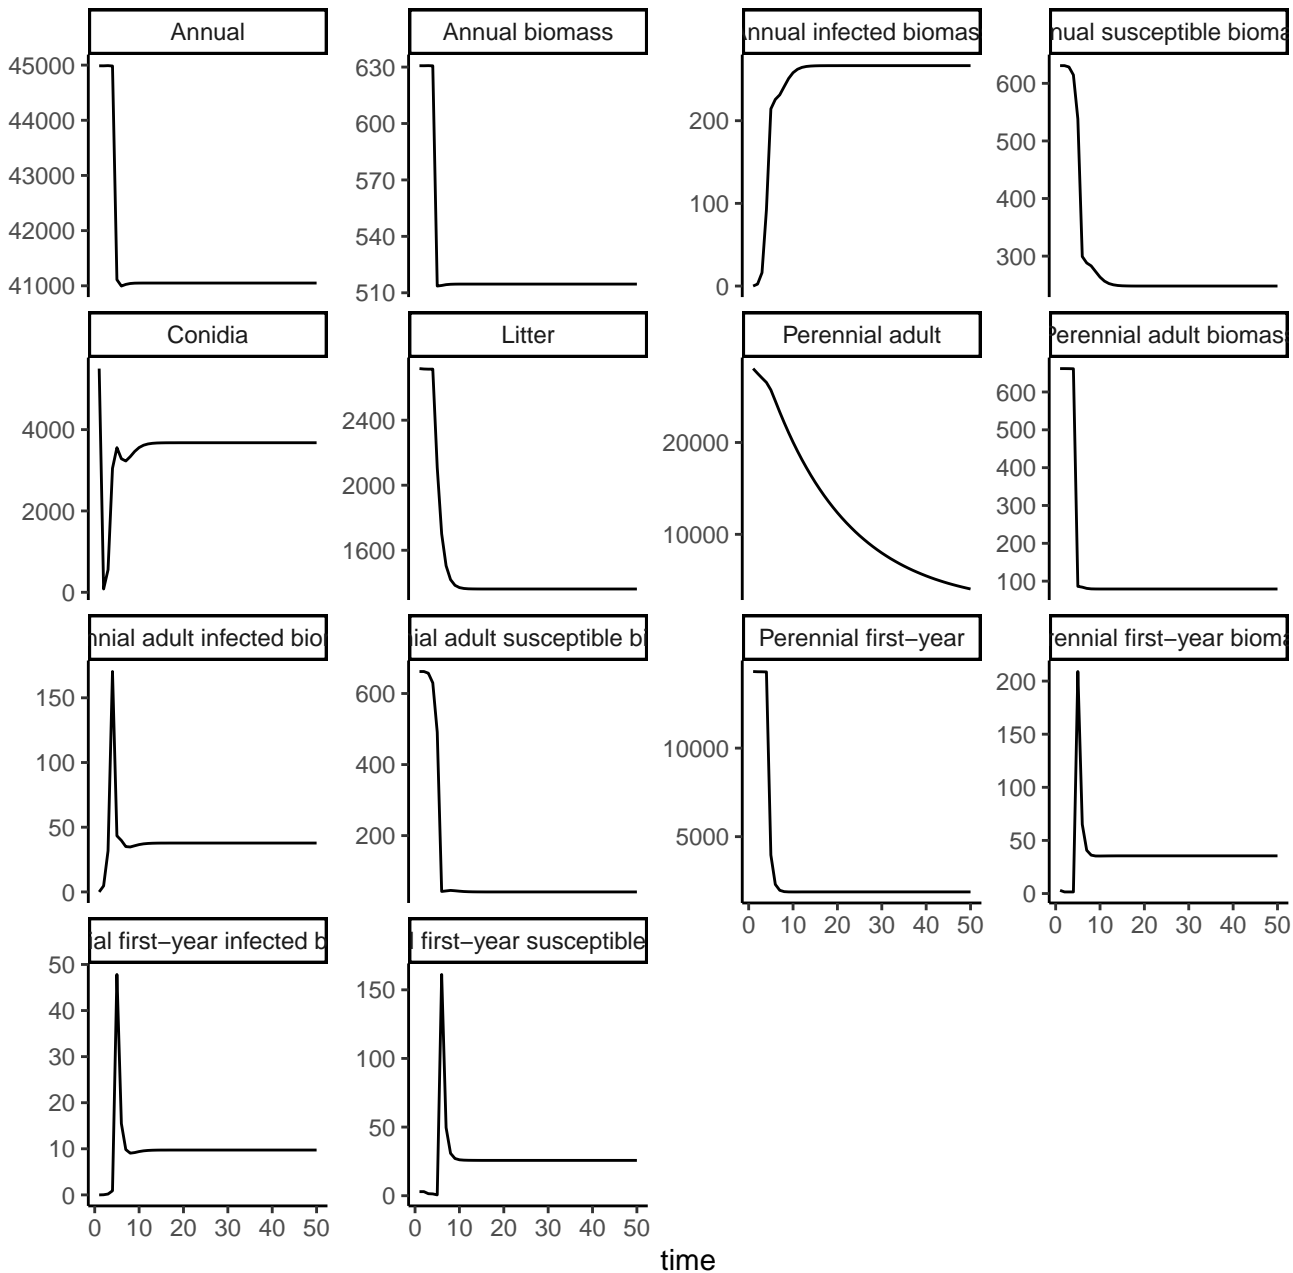 Annual
Annual biomass
nnual infected biomas
nual susceptible bioma
45000
44000
43000
42000
41000
630
600
570
540
510
200
100
0
600
500
400
300
Conidia
Litter
Perennial adult
Perennial adult biomass
4000
2000
0
2400
2000
1600
20000
10000
600
500
400
300
200
100
nnial adult infected bio
ial adult susceptible bi
Perennial first−year
rennial first−year bioma
150
100
50
0
600
400
200
10000
5000
200
150
100
50
0
0 10 20 30 40 50
0 10 20 30 40 50
ial first−year infected b
l first−year susceptible
50
40
30
20
10
0
150
100
50
0
0 10 20 30 40 50
0 10 20 30 40 50
time